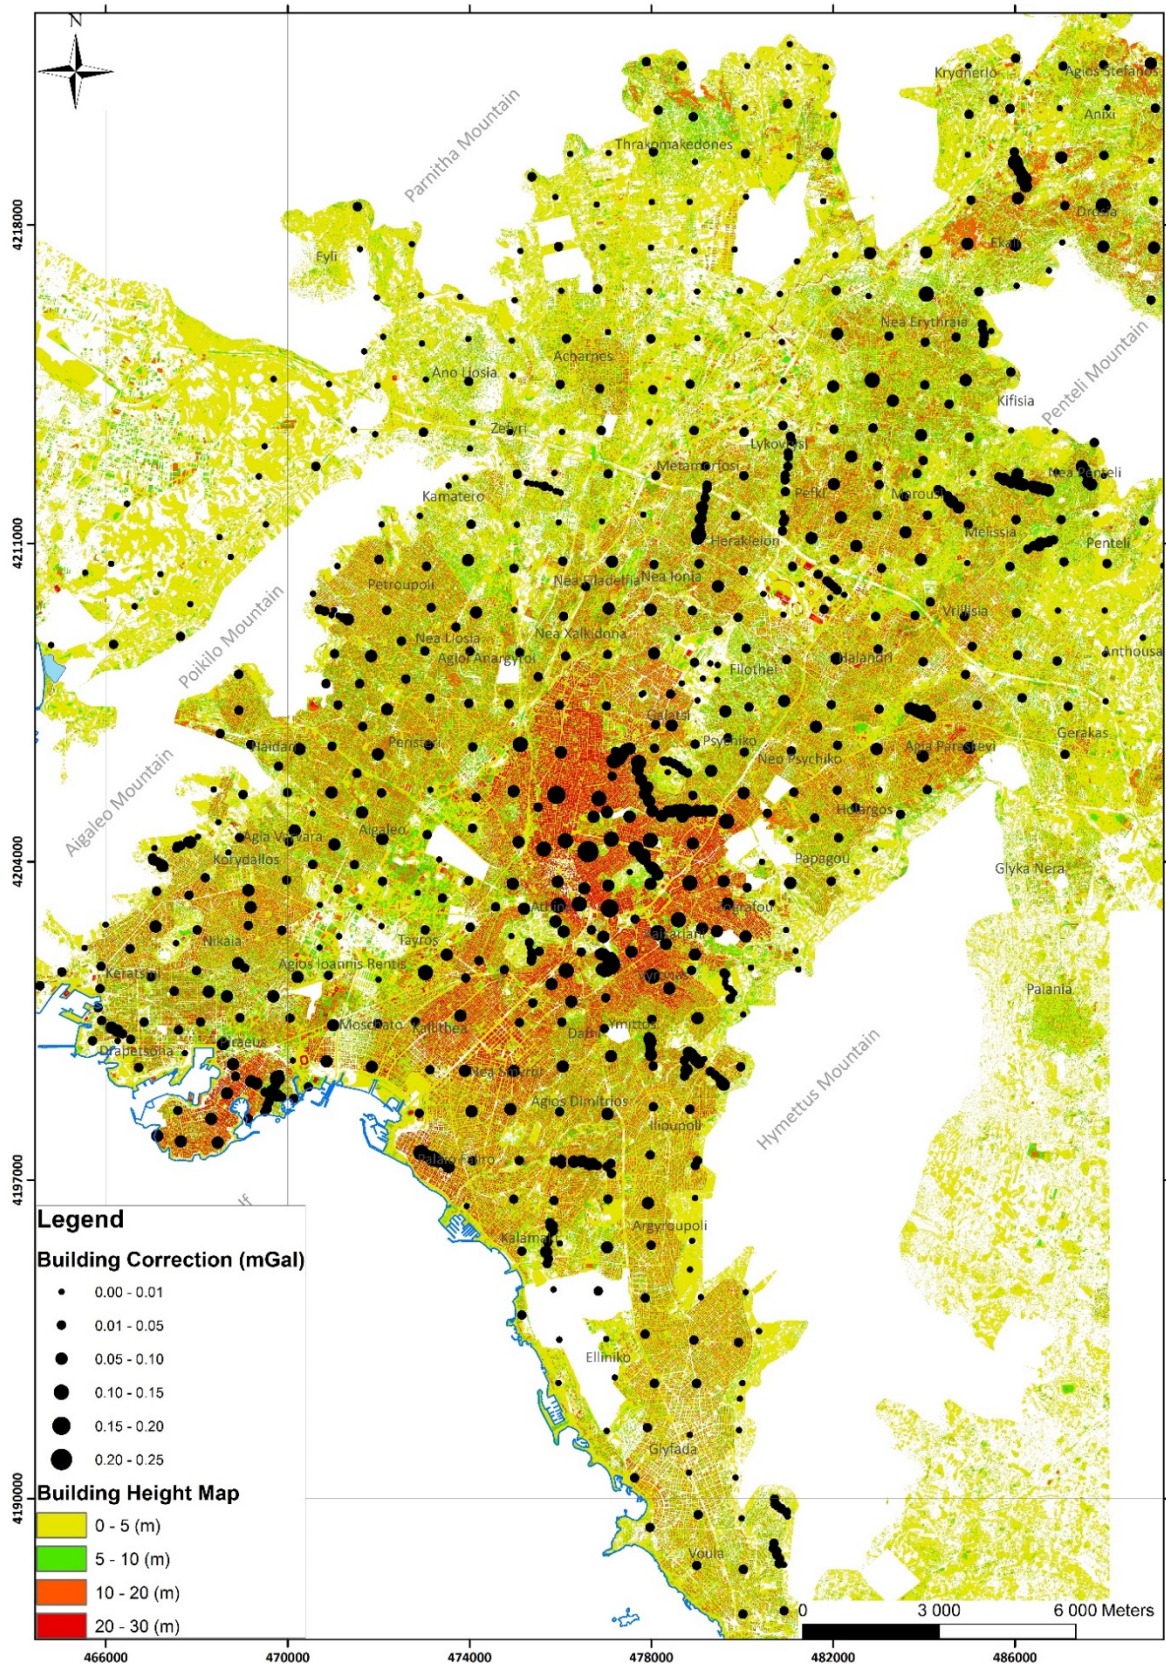 N
Kryonerio
Agios Stefanos
Anixi
Parnitha Mountain
Thrakomakedones
4218000
Drosia
Ekali
Fyli
Nea Erythraia
Acharnes
Ano Liosia
Penteli Mountain
Kifisia
Zefyri
Lykovrysi
Metamorfosi
Nea Penteli
Kamatero
Pefki
Marousi
4211000
Melissia
Herakleion
Penteli
Petroupoli
Nea Filadelfia
Nea Ionia
Vrillisia
Poikilo Mountain
Nea Liosia
Nea Xalkidona
Agioi Anargyroi
Halandri
Anthousa
Filothei
Galatsi
Haidari
Peristeri
Psychiko
Neo Psychiko
Agia Paraskevi
Gerakas
Aigaleo Mountain
Holargos
Agia Varvara
Aigaleo
4204000
Korydallos
Papagou
Glyka Nera
Athina
Zografou
Kaisariani
Nikaia
Tavros
Keratsini
Agios Ioannis Rentis
Vyronas
Paiania
Moschato
Kallithea
Dafni
Ymittos
Drapetsona
Piraeus
Nea Smyrni
Hymettus Mountain
Agios Dimitrios
Ilioupoli
Palaio Faliro
4197000
lf
Argyroupoli
Kalamaki
Legend
Building Correction (mGal)
0.00 - 0.01
0.01 - 0.05
0.05 - 0.10
0.10 - 0.15
0.15 - 0.20
0.20 - 0.25
Elliniko
Glyfada
4190000
Building Height Map
0 - 5 (m)
5 - 10 (m)
10 - 20 (m)
20 - 30 (m)
Voula
0 3 000 6 000 Meters
466000 470000 474000 478000 482000 486000